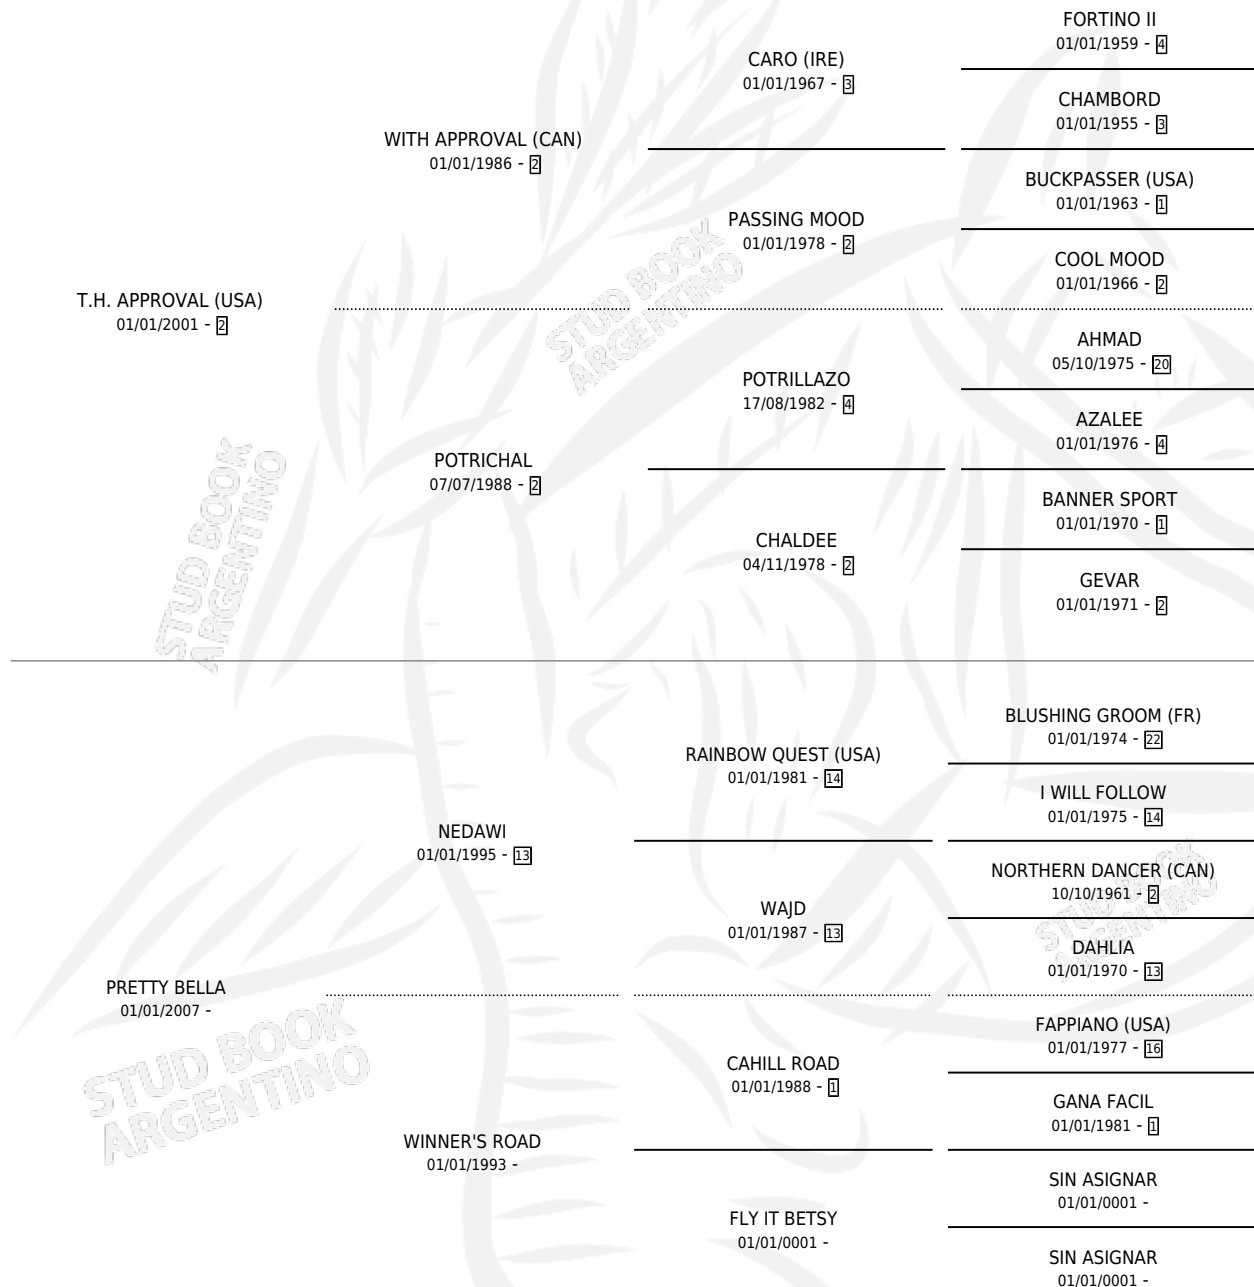 FORTINO II
01/01/1959 - 4
CARO (IRE)
01/01/1967 - 3
CHAMBORD
01/01/1955 - 3
WITH APPROVAL (CAN)
01/01/1986 - 2
BUCKPASSER (USA)
01/01/1963 - 1
PASSING MOOD
01/01/1978 - 2
COOL MOOD
01/01/1966 - 2
T.H. APPROVAL (USA)
01/01/2001 - 2
AHMAD
05/10/1975 - 20
POTRILLAZO
17/08/1982 - 4
AZALEE
01/01/1976 - 4
POTRICHAL
07/07/1988 - 2
BANNER SPORT
01/01/1970 - 1
CHALDEE
04/11/1978 - 2
GEVAR
01/01/1971 - 2
BLUSHING GROOM (FR)
01/01/1974 - 22
RAINBOW QUEST (USA)
01/01/1981 - 14
I WILL FOLLOW
01/01/1975 - 14
NEDAWI
01/01/1995 - 13
NORTHERN DANCER (CAN)
10/10/1961 - 2
WAJD
01/01/1987 - 13
DAHLIA
01/01/1970 - 13
PRETTY BELLA
01/01/2007 -
FAPPIANO (USA)
01/01/1977 - 16
CAHILL ROAD
01/01/1988 - 1
GANA FACIL
01/01/1981 - 1
WINNER'S ROAD
01/01/1993 -
SIN ASIGNAR
01/01/0001 -
FLY IT BETSY
01/01/0001 -
SIN ASIGNAR
01/01/0001 -
STUD BOOK
ARGENTINO
STUD BOOK
ARGENTINO
STUD BOOK
ARGENTINO
STUD BOOK
ARGENTINO